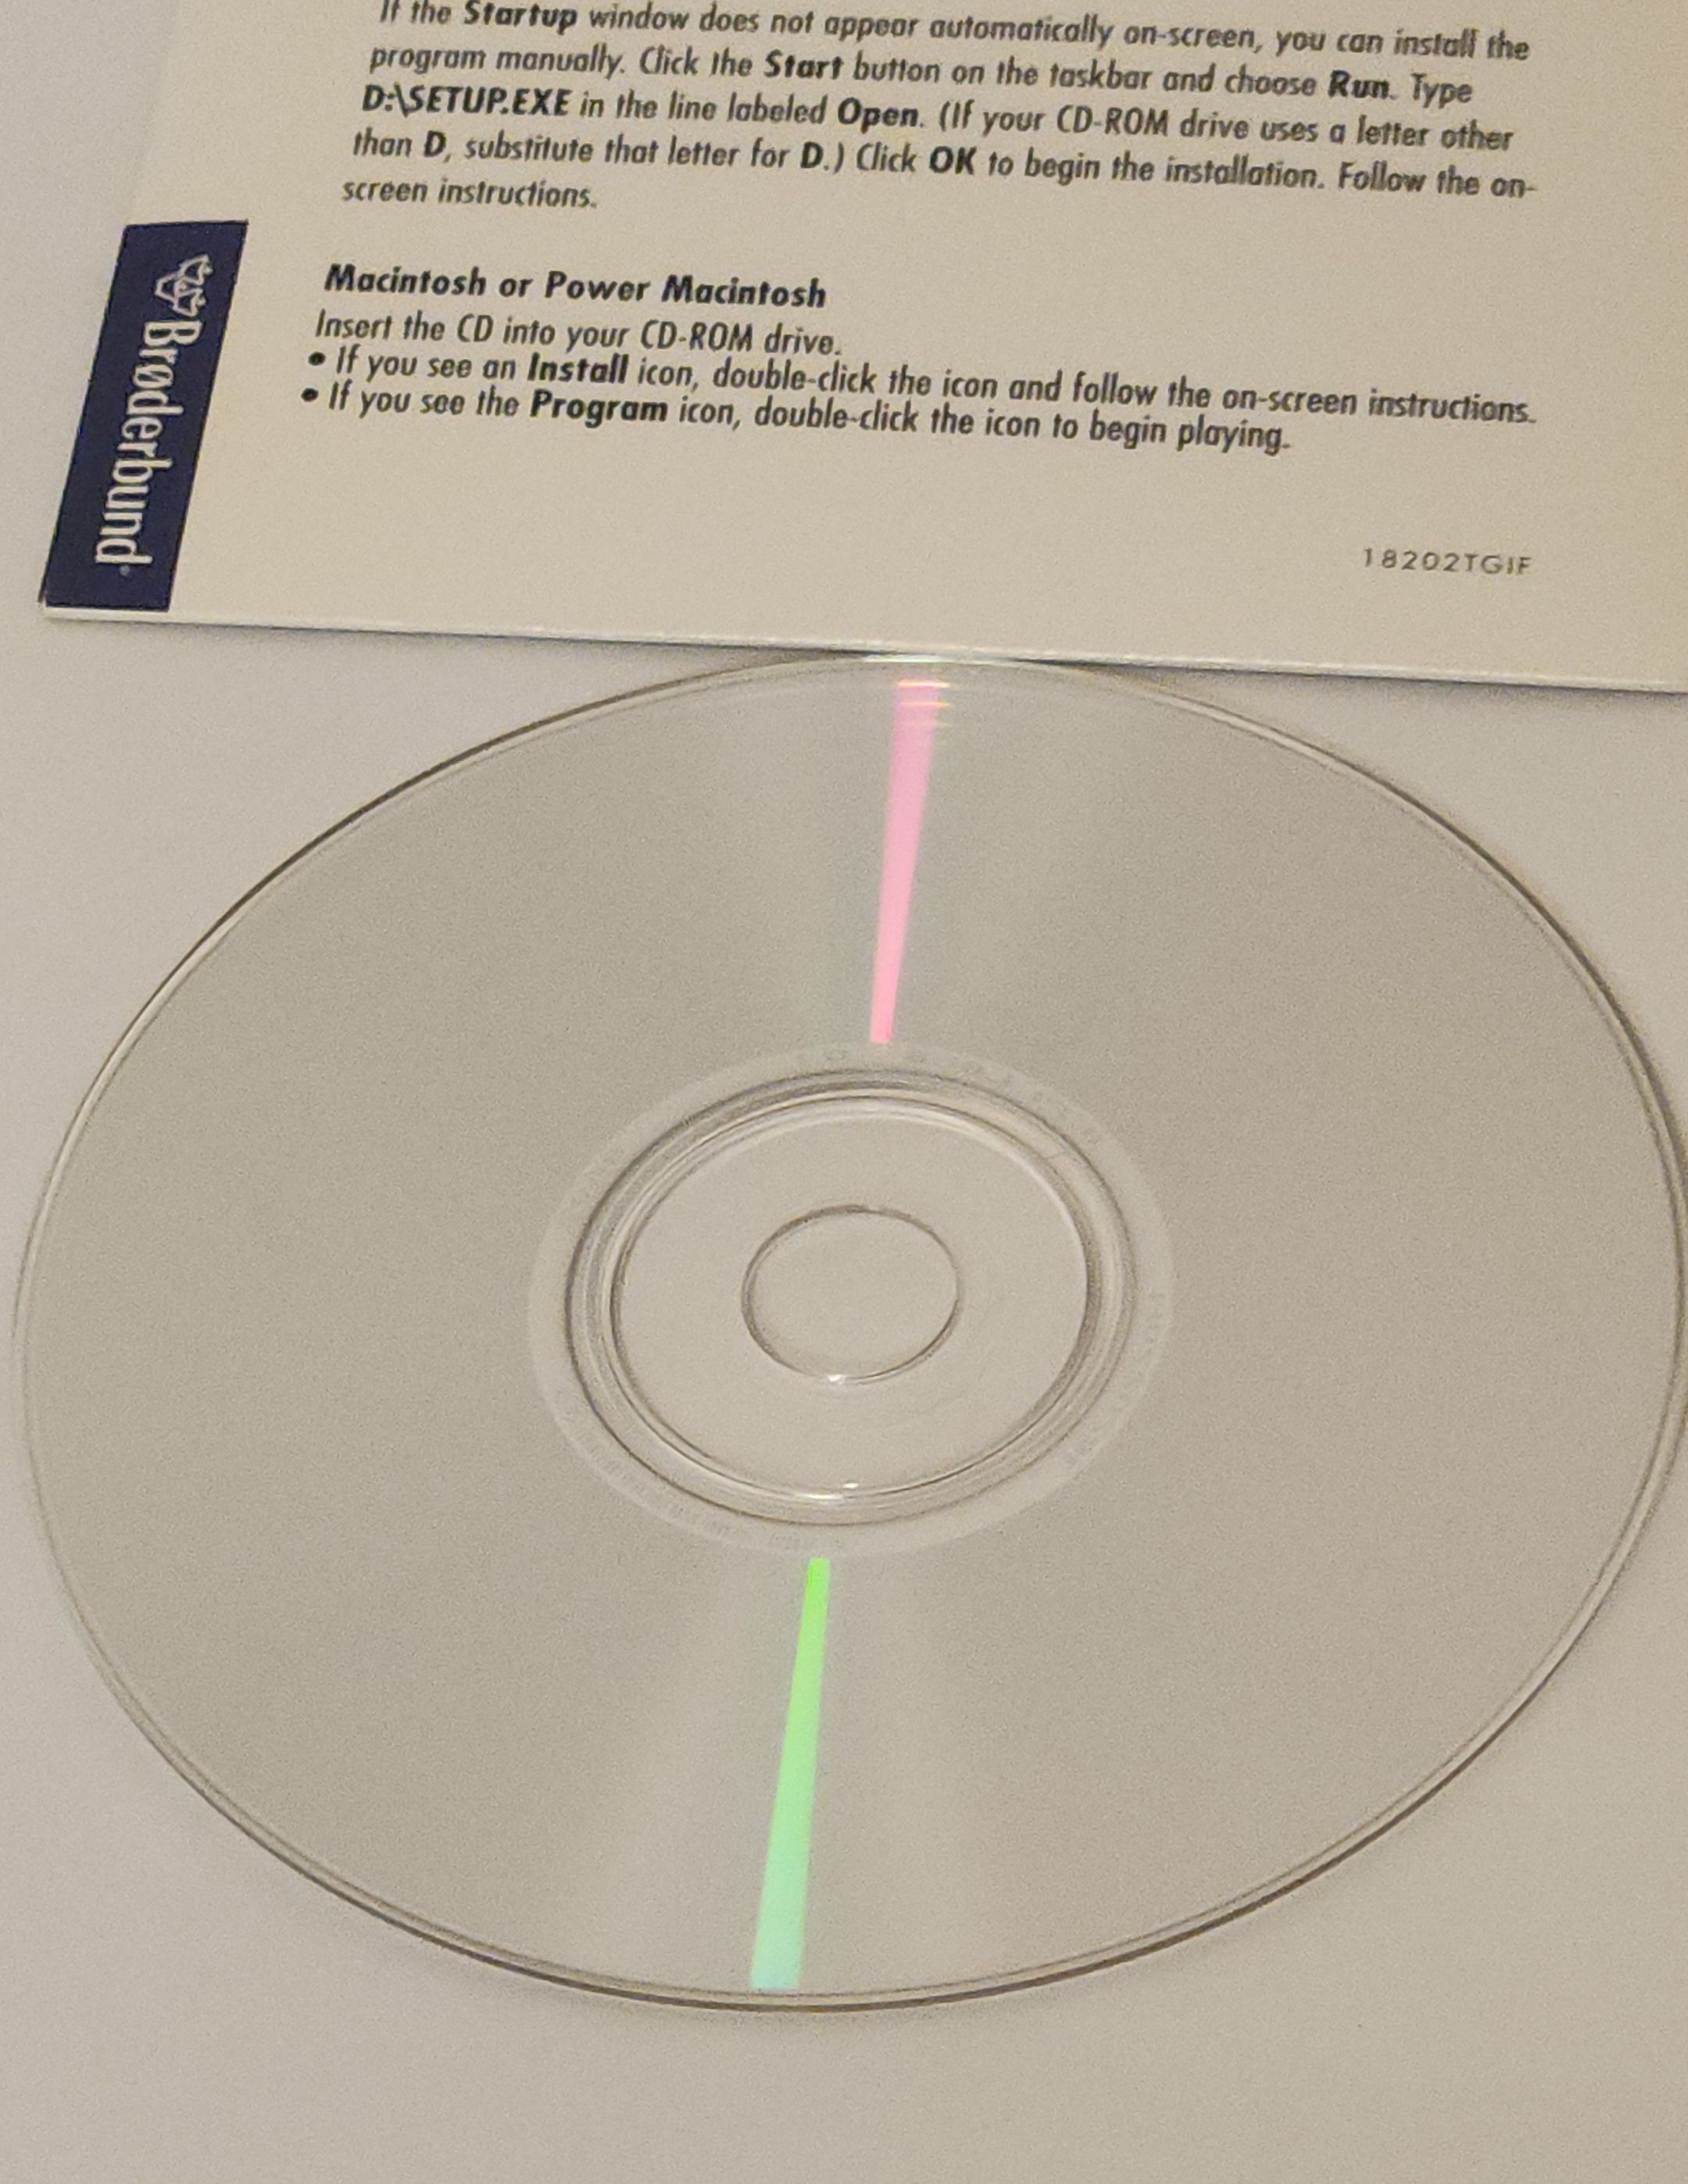 If the Startup window does not appear automatically on-screen, you can install the
program manually. Click the Start button on the taskbar and choose Run. Type
D:\SETUP.EXE in the line labeled Open. (If your CD-ROM drive uses a letter other
than D, substitute that letter for D.) Click OK to begin the installation. Follow the on-
screen instructions.
Macintosh or Power Macintosh
Insert the CD into your CD-ROM drive.
• If you see an Install icon, double-click the icon and follow the on-screen instructions.
• If you see the Program icon, double-click the icon to begin playing.
Brøderbund®
18202TGIF